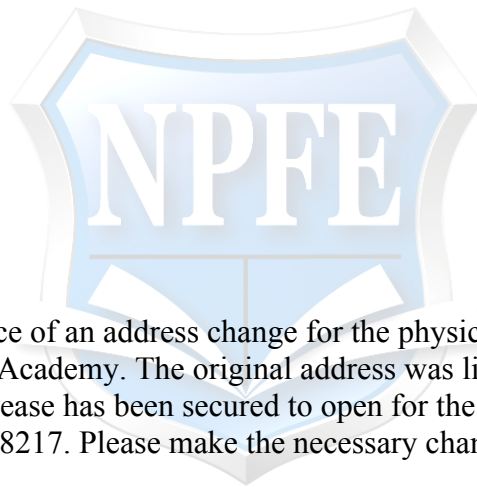 NPFE
ce of an address change for the physic
Academy. The original address was li
ease has been secured to open for the
8217. Please make the necessary chan